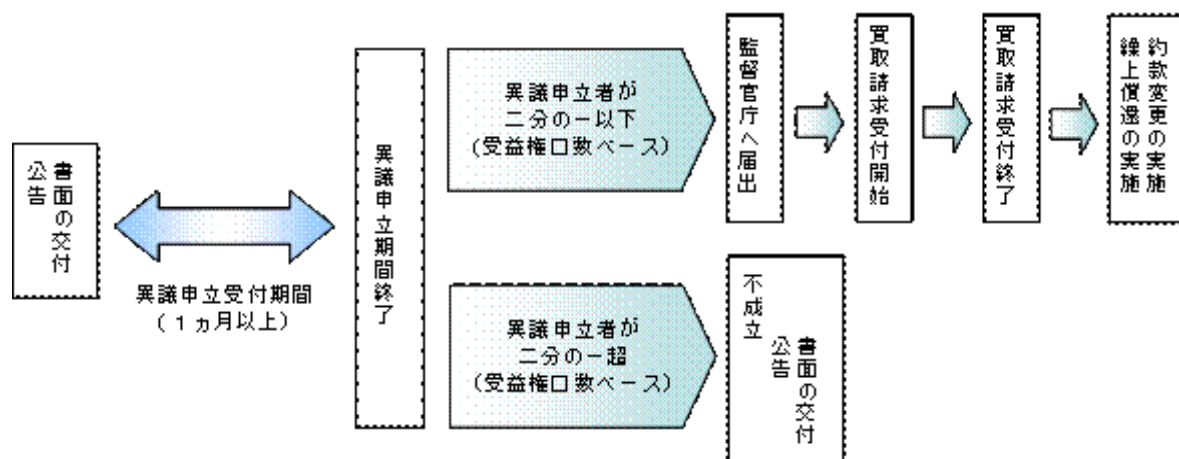 書面の交付
公告
異議申立受付期間
(1ヵ月以上)
異議申立期間終了
異議申立者が
二分の一以下
(受益権口数ベース)
監督官庁へ届出
買取請求受付開始
買取請求受付終了
約款変更の実施
繰上償還の実施
異議申立者が
二分の一超
(受益権口数ベース)
不成立
書面の交付
公告